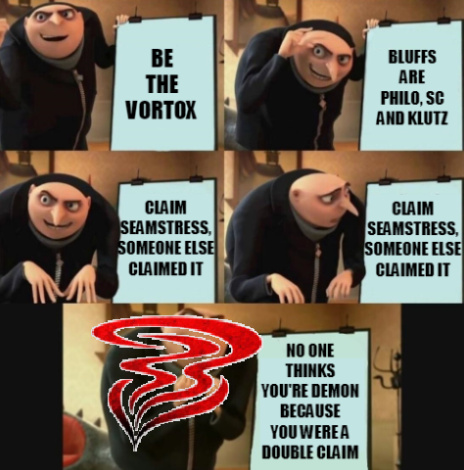 BE
THE
VORTOX
BLUFFS
ARE
PHILO, SC
AND KLUTZ
CLAIM
SEAMSTRESS,
SOMEONE ELSE
CLAIMED IT
CLAIM
SEAMSTRESS,
SOMEONE ELSE
CLAIMED IT
NO ONE
THINKS
YOU'RE DEMON
BECAUSE
YOU WERE A
DOUBLE CLAIM